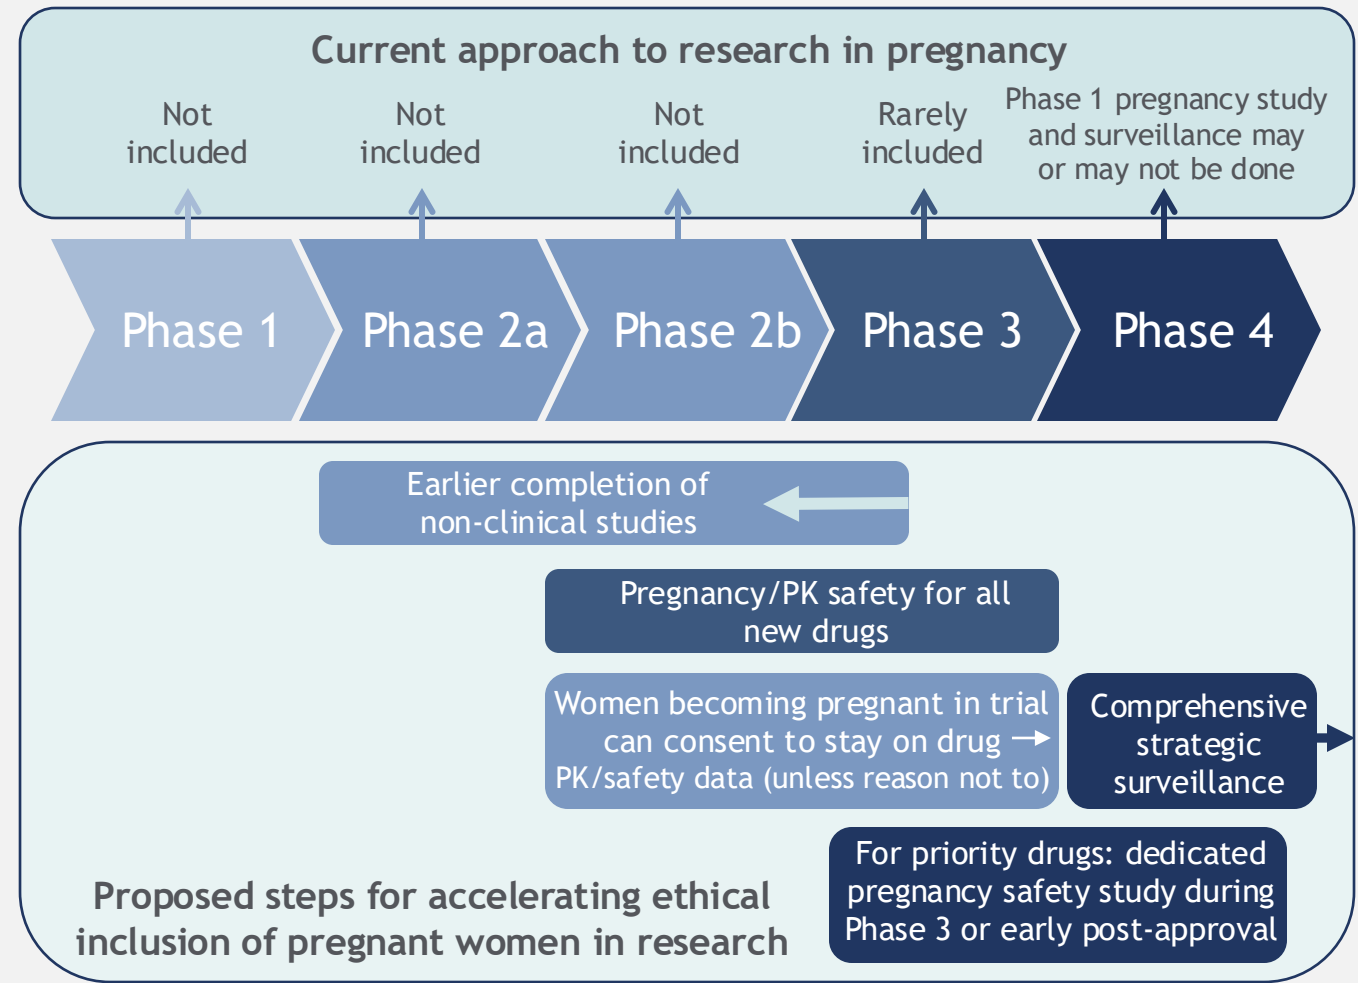 Current approach to research in pregnancy
Not
included
Not
included
Not
included
Rarely
included
Phase 1 pregnancy study
and surveillance may
or may not be done
Phase 1
Phase 2a
Phase 2b
Phase 3
Phase 4
Earlier completion of
non-clinical studies
Pregnancy/PK safety for all
new drugs
Women becoming pregnant in trial
can consent to stay on drug →
PK/safety data (unless reason not to)
Comprehensive
strategic
surveillance
For priority drugs: dedicated
pregnancy safety study during
Phase 3 or early post-approval
Proposed steps for accelerating ethical
inclusion of pregnant women in research